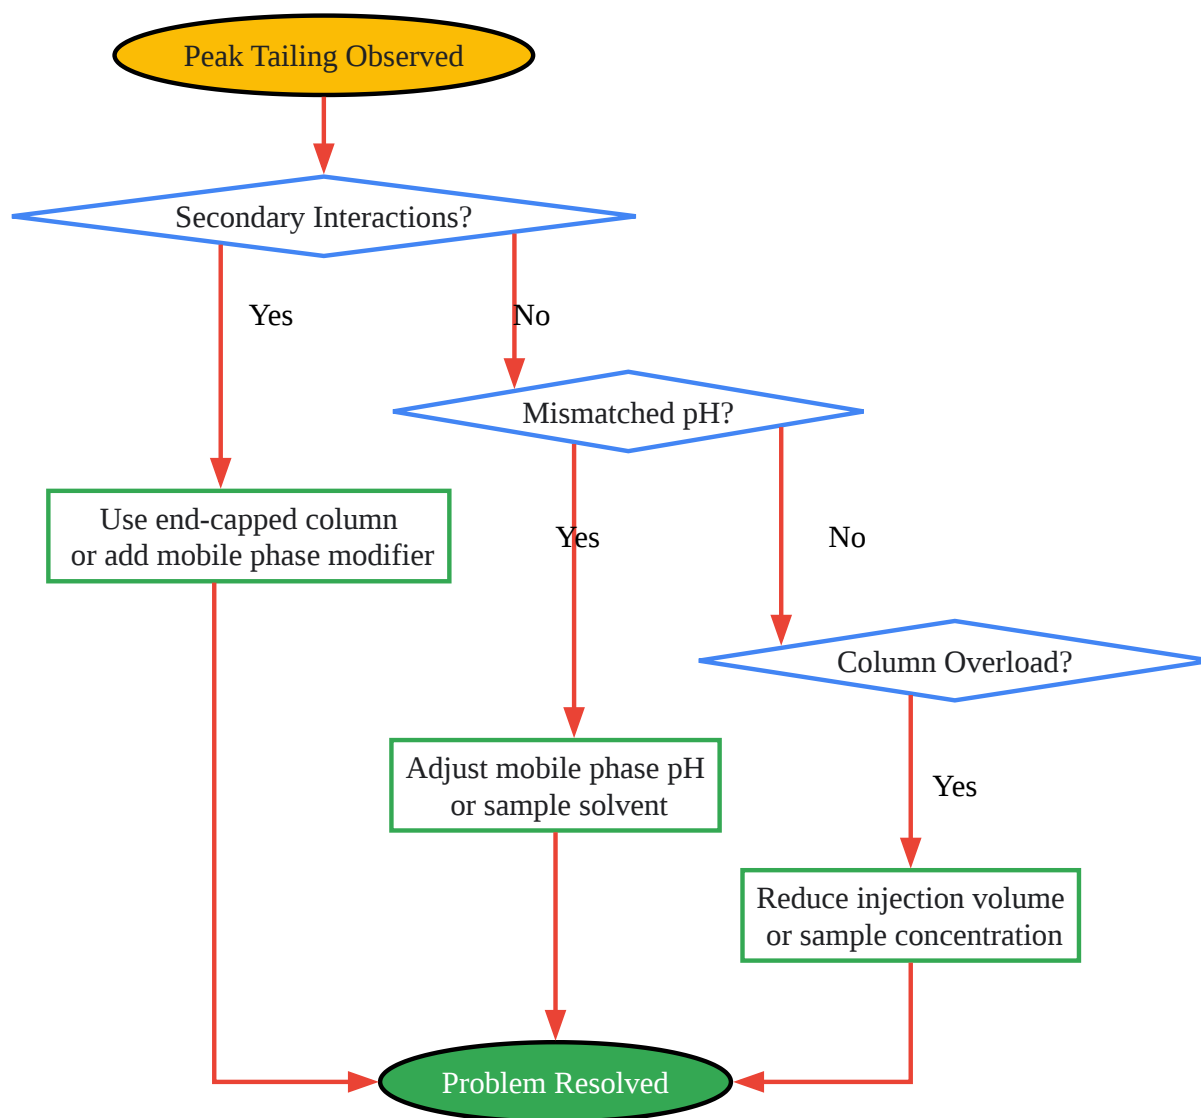 Peak Tailing Observed
Secondary Interactions?
Yes
No
Mismatched pH?
Use end-capped column
or add mobile phase modifier
Yes
No
Column Overload?
Adjust mobile phase pH
or sample solvent
Yes
Reduce injection volume
or sample concentration
Problem Resolved